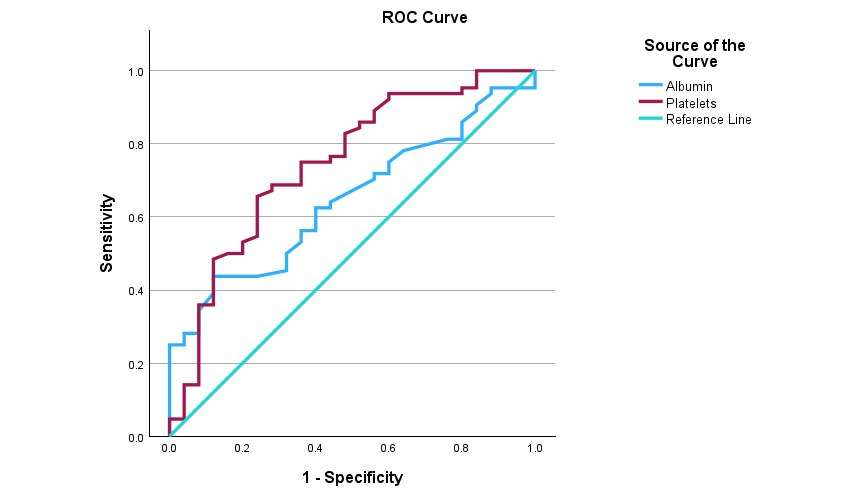 ROC Curve
Source of the
Curve
Albumin
Platelets
Reference Line
Sensitivity
1.0
0.8
0.6
0.4
0.2
0.0
0.0 0.2 0.4 0.6 0.8 1.0
1 - Specificity